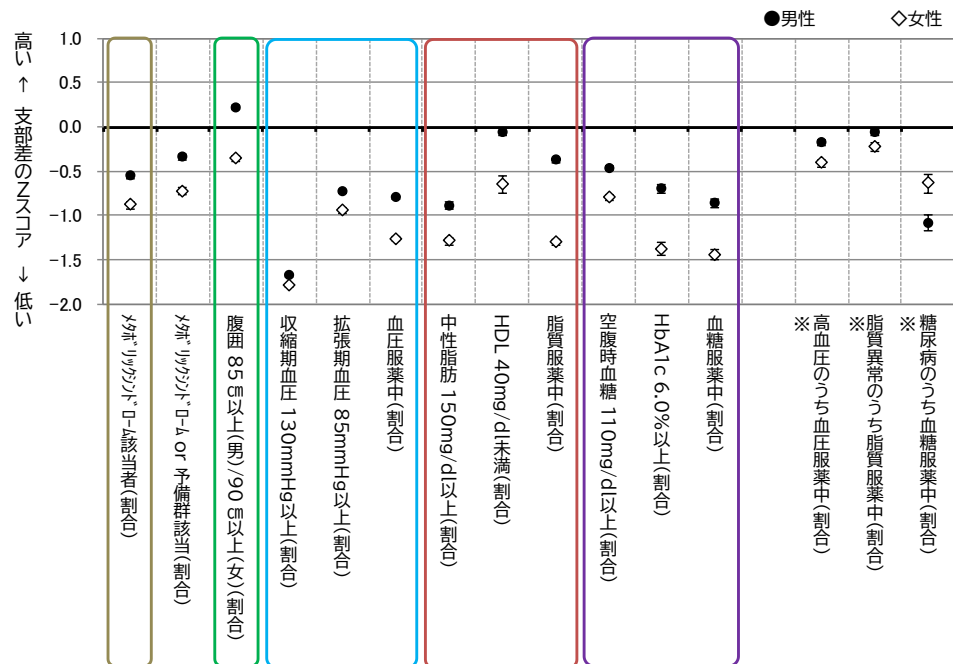 ●男性 ◇女性
高い ↑ 支部差のZスコア ↓ 低い
1.0
0.5
0.0
-0.5
-1.0
-1.5
-2.0
ﾒﾀﾎﾞﾘｯｸｼﾝﾄﾞﾛｰﾑ該当者(割合)
ﾒﾀﾎﾞﾘｯｸｼﾝﾄﾞﾛｰﾑ or 予備群該当(割合)
腹囲 85㎝以上(男)/90㎝以上(女)(割合)
収縮期血圧 130mmHg以上(割合)
拡張期血圧 85mmHg以上(割合)
血圧服薬中(割合)
中性脂肪 150mg/dl以上(割合)
HDL 40mg/dl未満(割合)
脂質服薬中(割合)
空腹時血糖 110mg/dl以上(割合)
HbA1c 6.0%以上(割合)
血糖服薬中(割合)
※高血圧のうち血圧服薬中(割合)
※脂質異常のうち脂質服薬中(割合)
※糖尿病のうち血糖服薬中(割合)